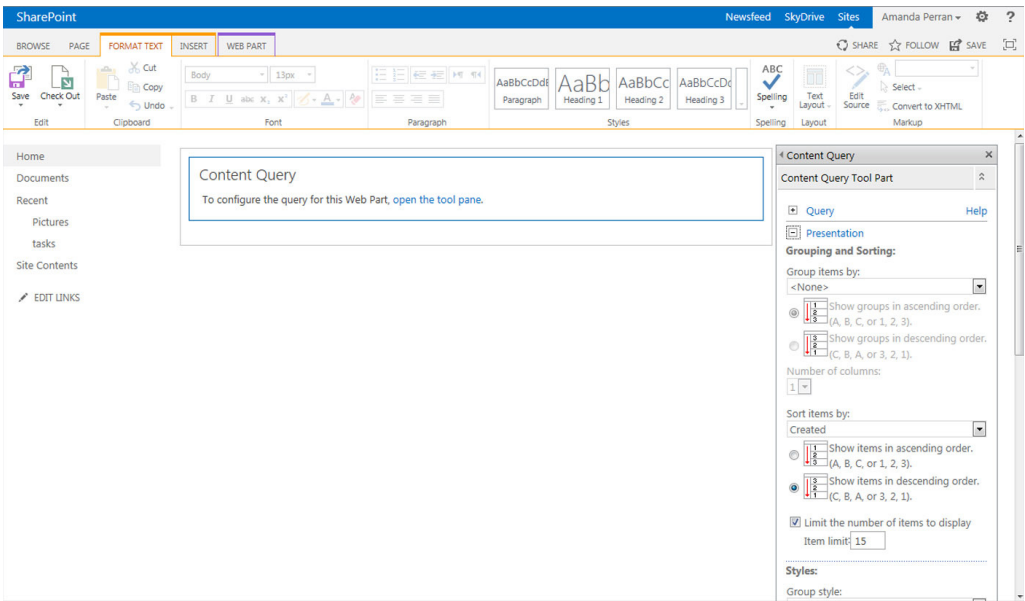 SharePoint
Newsfeed SkyDrive Sites Amanda Perran ?
BROWSE PAGE FORMAT TEXT INSERT WEB PART
SHARE FOLLOW SAVE
Save
Check Out
Edit
Paste
Cut
Copy
Undo
Clipboard
Body 13px
B I U abc X₁ X² A
Font
Paragraph
AaBbCcDdE AaBb AaBbCc AaBbCcDc
Paragraph Heading 1 Heading 2 Heading 3
Styles
ABC
Spelling
Spelling
Text
Layout
Layout
Edit
Source
Select
Convert to XHTML
Markup
Home
Documents
Recent
Pictures
tasks
Site Contents
EDIT LINKS
Content Query
To configure the query for this Web Part, open the tool pane.
Content Query
Content Query Tool Part
Query Help
Presentation
Grouping and Sorting:
Group items by:
<None>
Show groups in ascending order.
(A, B, C, or 1, 2, 3).
Show groups in descending order.
(C, B, A, or 3, 2, 1).
Number of columns:
1
Sort items by:
Created
Show items in ascending order.
(A, B, C, or 1, 2, 3).
Show items in descending order.
(C, B, A, or 3, 2, 1).
Limit the number of items to display
Item limit: 15
Styles:
Group style: